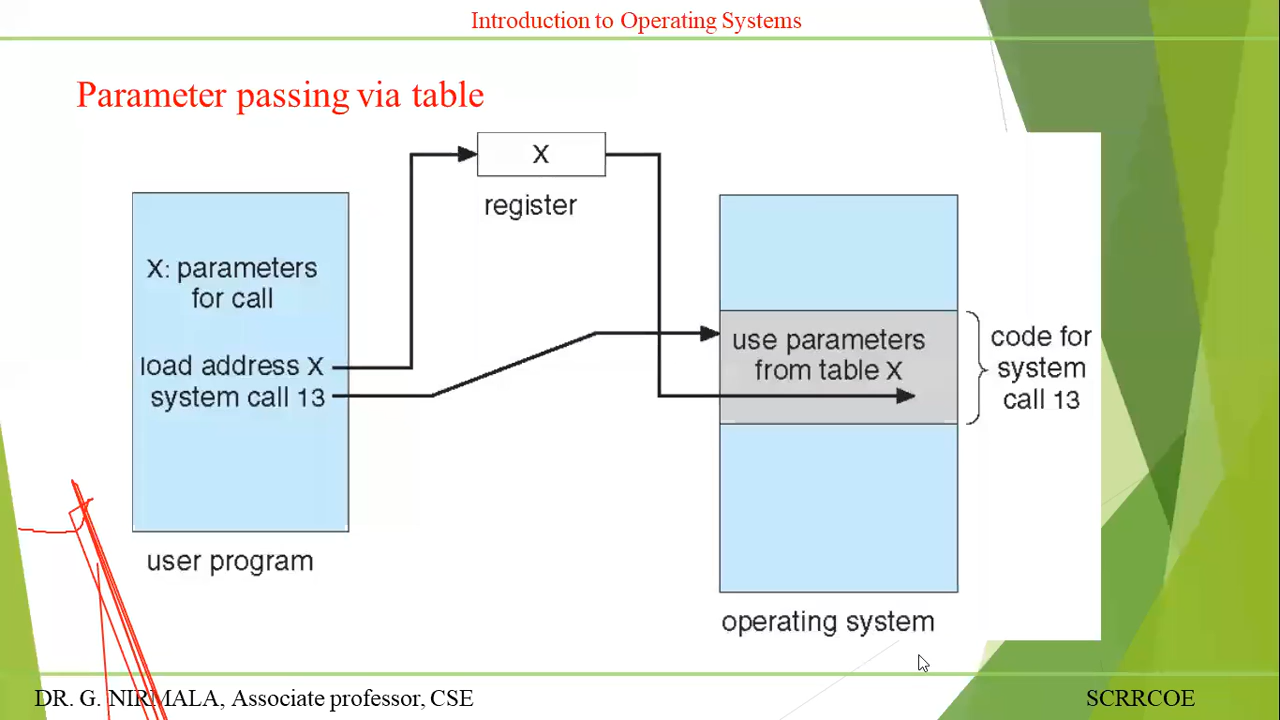 Introduction to Operating Systems
Parameter passing via table
X
register
X: parameters
for call
load address X
system call 13
user program
use parameters
from table X
code for
system
call 13
operating system
DR. G. NIRMALA, Associate professor, CSE
SCRRCOE